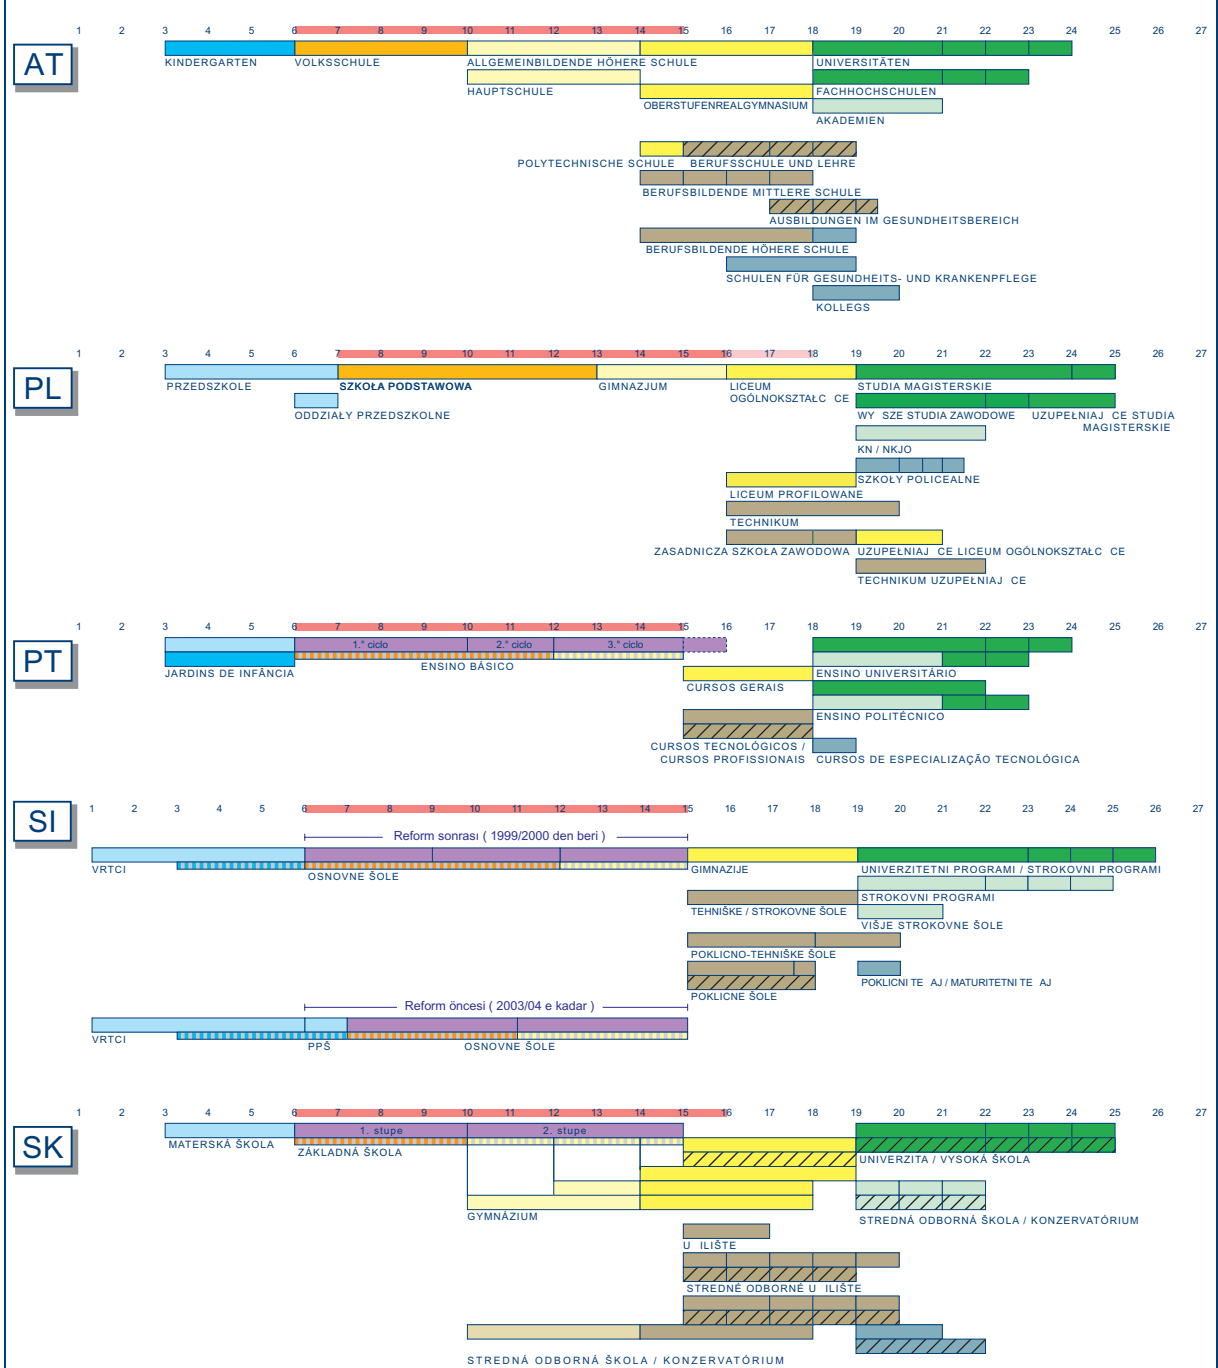 1 2 3 4 5 6 7 8 9 10 11 12 13 14 15 16 17 18 19 20 21 22 23 24 25 26 27
AT
KINDERGARTEN VOLKSSCHULE ALLGEMEINBILDENDE HÖHERE SCHULE UNIVERSITÄTEN
HAUPTSCHULE FACHHOCHSCHULEN
OBERSTUFENREALGYMNASIUM
AKADEMIEN
POLYTECHNISCHE SCHULE BERUFSSCHULE UND LEHRE
BERUFSBILDENDE MITTLERE SCHULE
AUSBILDUNGEN IM GESUNDHEITSBEREICH
BERUFSBILDENDE HÖHERE SCHULE
SCHULEN FÜR GESUNDHEITS- UND KRANKENPFLEGE
KOLLEGS
1 2 3 4 5 6 7 8 9 10 11 12 13 14 15 16 17 18 19 20 21 22 23 24 25 26 27
PL
PRZEDSZKOLE SZKOŁA PODSTAWOWA GIMNAZJUM LICEUM STUDIA MAGISTERSKIE
OGÓLNOKSZTAŁC CE
ODDZIAŁY PRZEDSZKOLNE WY SZE STUDIA ZAWODOWE UZUPEŁNIAJ CE STUDIA
MAGISTERSKIE
KN / NKJO
SZKOŁY POLICEALNE
LICEUM PROFILOWANE
TECHNIKUM
ZASADNICZA SZKOŁA ZAWODOWA UZUPEŁNIAJ CE LICEUM OGÓLNOKSZTAŁC CE
TECHNIKUM UZUPEŁNIAJ CE
1 2 3 4 5 6 7 8 9 10 11 12 13 14 15 16 17 18 19 20 21 22 23 24 25 26 27
PT
1.° ciclo 2.° ciclo 3.° ciclo
ENSINO BÁSICO
JARDINS DE INFÂNCIA ENSINO UNIVERSITÁRIO
CURSOS GERAIS
ENSINO POLITÉCNICO
CURSOS TECNOLÓGICOS /
CURSOS PROFISSIONAIS CURSOS DE ESPECIALIZAÇÃO TECNOLÓGICA
1 2 3 4 5 6 7 8 9 10 11 12 13 14 15 16 17 18 19 20 21 22 23 24 25 26 27
SI
Reform sonrası ( 1999/2000 den beri )
VRTCI OSNOVNE ŠOLE GIMNAZIJE UNIVERZITETNI PROGRAMI / STROKOVNI PROGRAMI
STROKOVNI PROGRAMI
TEHNIŠKE / STROKOVNE ŠOLE
VIŠJE STROKOVNE ŠOLE
POKLICNO-TEHNIŠKE ŠOLE
POKLICNI TE AJ / MATURITETNI TE AJ
POKLICNE ŠOLE
Reform öncesi ( 2003/04 e kadar )
VRTCI PPŠ OSNOVNE ŠOLE
1 2 3 4 5 6 7 8 9 10 11 12 13 14 15 16 17 18 19 20 21 22 23 24 25 26 27
SK
1. stupe 2. stupe
MATERSKÁ ŠKOLA ZÁKLADNÁ ŠKOLA UNIVERZITA / VYSOKÁ ŠKOLA
GYMNÁZIUM STREDNÁ ODBORNÁ ŠKOLA / KONZERVATÓRIUM
U ILIŠTE
STREDNÉ ODBORNÉ U ILIŠTE
STREDNÁ ODBORNÁ ŠKOLA / KONZERVATÓRIUM